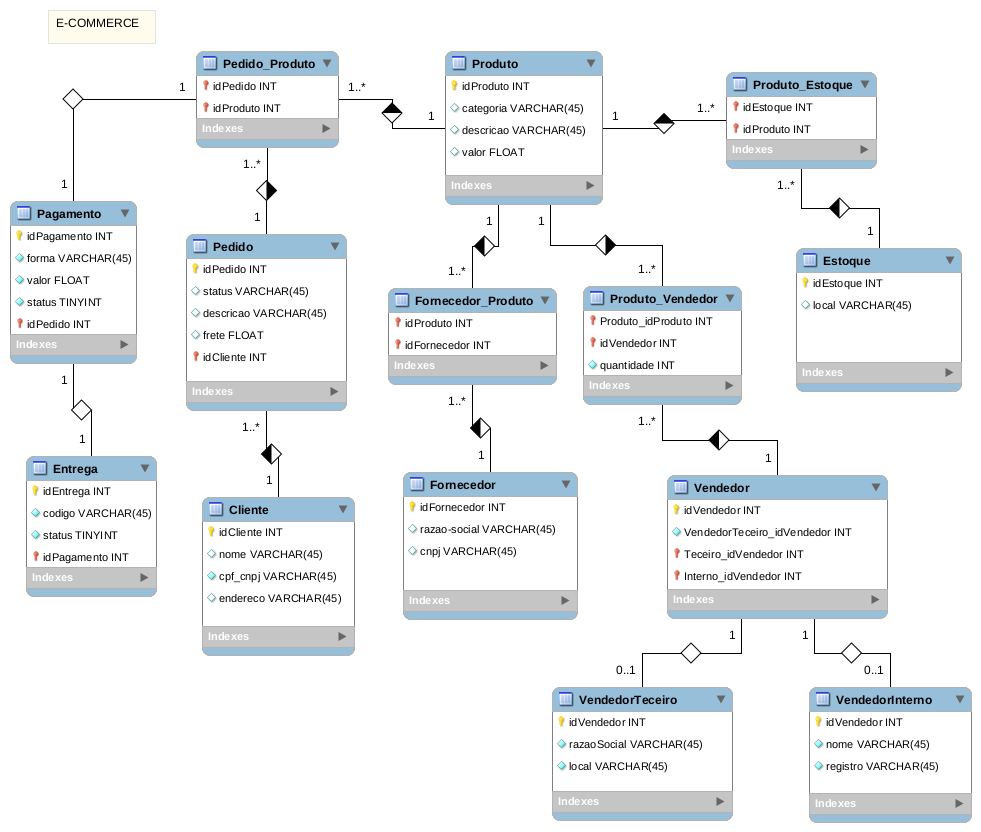 E-COMMERCE
Pedido_Produto
idPedido INT
idProduto INT
Indexes
Produto
idProduto INT
categoria VARCHAR(45)
descricao VARCHAR(45)
valor FLOAT
Indexes
Produto_Estoque
idEstoque INT
idProduto INT
Indexes
1
1..*
1
1
1..*
1
1..*
1
1
1
1..*
1..*
1..*
1
Pagamento
idPagamento INT
forma VARCHAR(45)
valor FLOAT
status TINYINT
idPedido INT
Indexes
Pedido
idPedido INT
status VARCHAR(45)
descricao VARCHAR(45)
frete FLOAT
idCliente INT
Indexes
Fornecedor_Produto
idProduto INT
idFornecedor INT
Indexes
Produto_Vendedor
Produto_idProduto INT
idVendedor INT
quantidade INT
Indexes
Estoque
idEstoque INT
local VARCHAR(45)
Indexes
1
1
1..*
1
1..*
1
1..*
1
Entrega
idEntrega INT
codigo VARCHAR(45)
status TINYINT
idPagamento INT
Indexes
Cliente
idCliente INT
nome VARCHAR(45)
cpf_cnpj VARCHAR(45)
endereco VARCHAR(45)
Indexes
Fornecedor
idFornecedor INT
razao-social VARCHAR(45)
cnpj VARCHAR(45)
Indexes
Vendedor
idVendedor INT
VendedorTeceiro_idVendedor INT
Teceiro_idVendedor INT
Interno_idVendedor INT
Indexes
1
1
0..1
0..1
VendedorTeceiro
idVendedor INT
razaoSocial VARCHAR(45)
local VARCHAR(45)
Indexes
VendedorInterno
idVendedor INT
nome VARCHAR(45)
registro VARCHAR(45)
Indexes